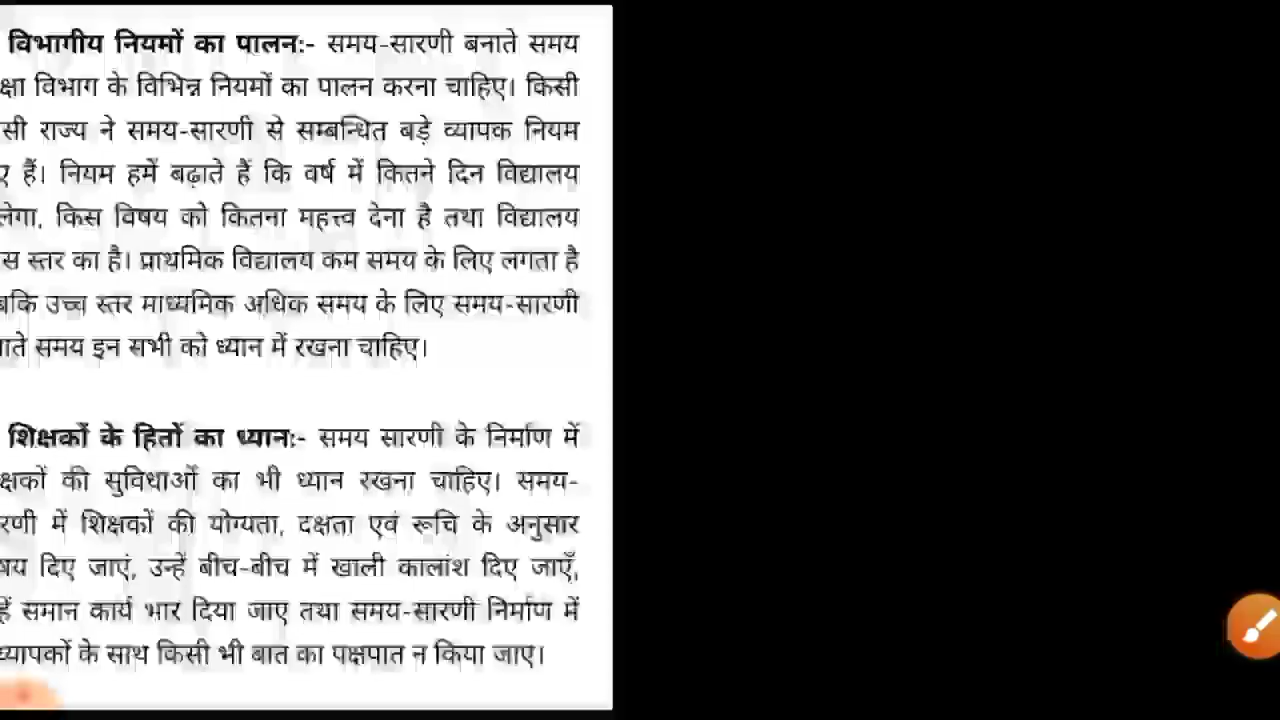 विभागीय नियमों का पालन:- समय-सारणी बनाते समय
क्षा विभाग के विभिन्न नियमों का पालन करना चाहिए। किसी
सी राज्य ने समय-सारणी से सम्बन्धित बड़े व्यापक नियम
ए हैं। नियम हमें बढ़ाते हैं कि वर्ष में कितने दिन विद्यालय
लेगा, किस विषय को कितना महत्त्व देना है तथा विद्यालय
स स्तर का है। प्राथमिक विद्यालय कम समय के लिए लगता है
बकि उच्च स्तर माध्यमिक अधिक समय के लिए समय-सारणी
ाते समय इन सभी को ध्यान में रखना चाहिए।
शिक्षकों के हितों का ध्यान:- समय सारणी के निर्माण में
क्षकों की सुविधाओं का भी ध्यान रखना चाहिए। समय-
रणी में शिक्षकों की योग्यता, दक्षता एवं रूचि के अनुसार
षय दिए जाएं, उन्हें बीच-बीच में खाली कालांश दिए जाएँ,
हें समान कार्य भार दिया जाए तथा समय-सारणी निर्माण में
ध्यापकों के साथ किसी भी बात का पक्षपात न किया जाए।